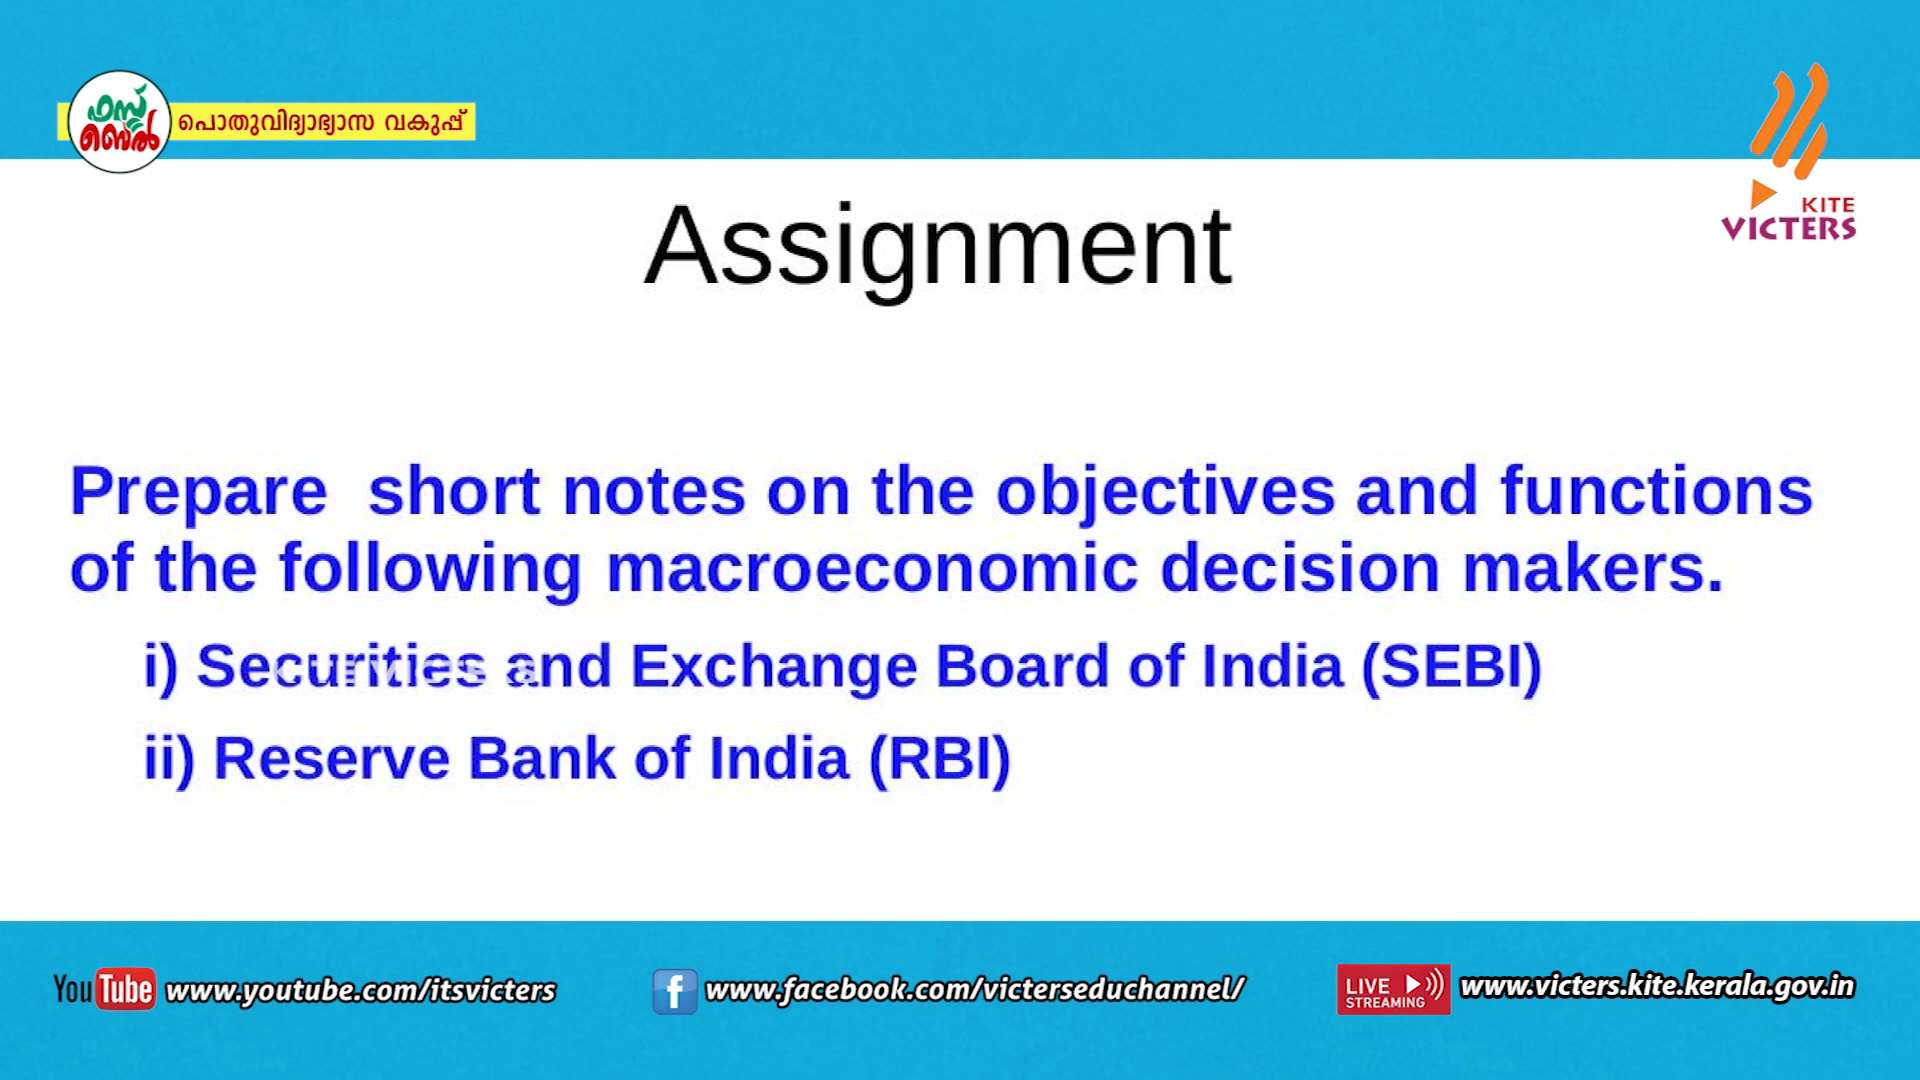 ഫസ്റ്റ്
ബെൽ
പൊതുവിദ്യാഭ്യാസ വകുപ്പ്
KITE
VICTERS
Assignment
Prepare short notes on the objectives and functions
of the following macroeconomic decision makers.
i) Securities and Exchange Board of India (SEBI)
ii) Reserve Bank of India (RBI)
YouTube www.youtube.com/itsvicters
f www.facebook.com/victerseduchannel/
LIVE STREAMING www.victers.kite.kerala.gov.in